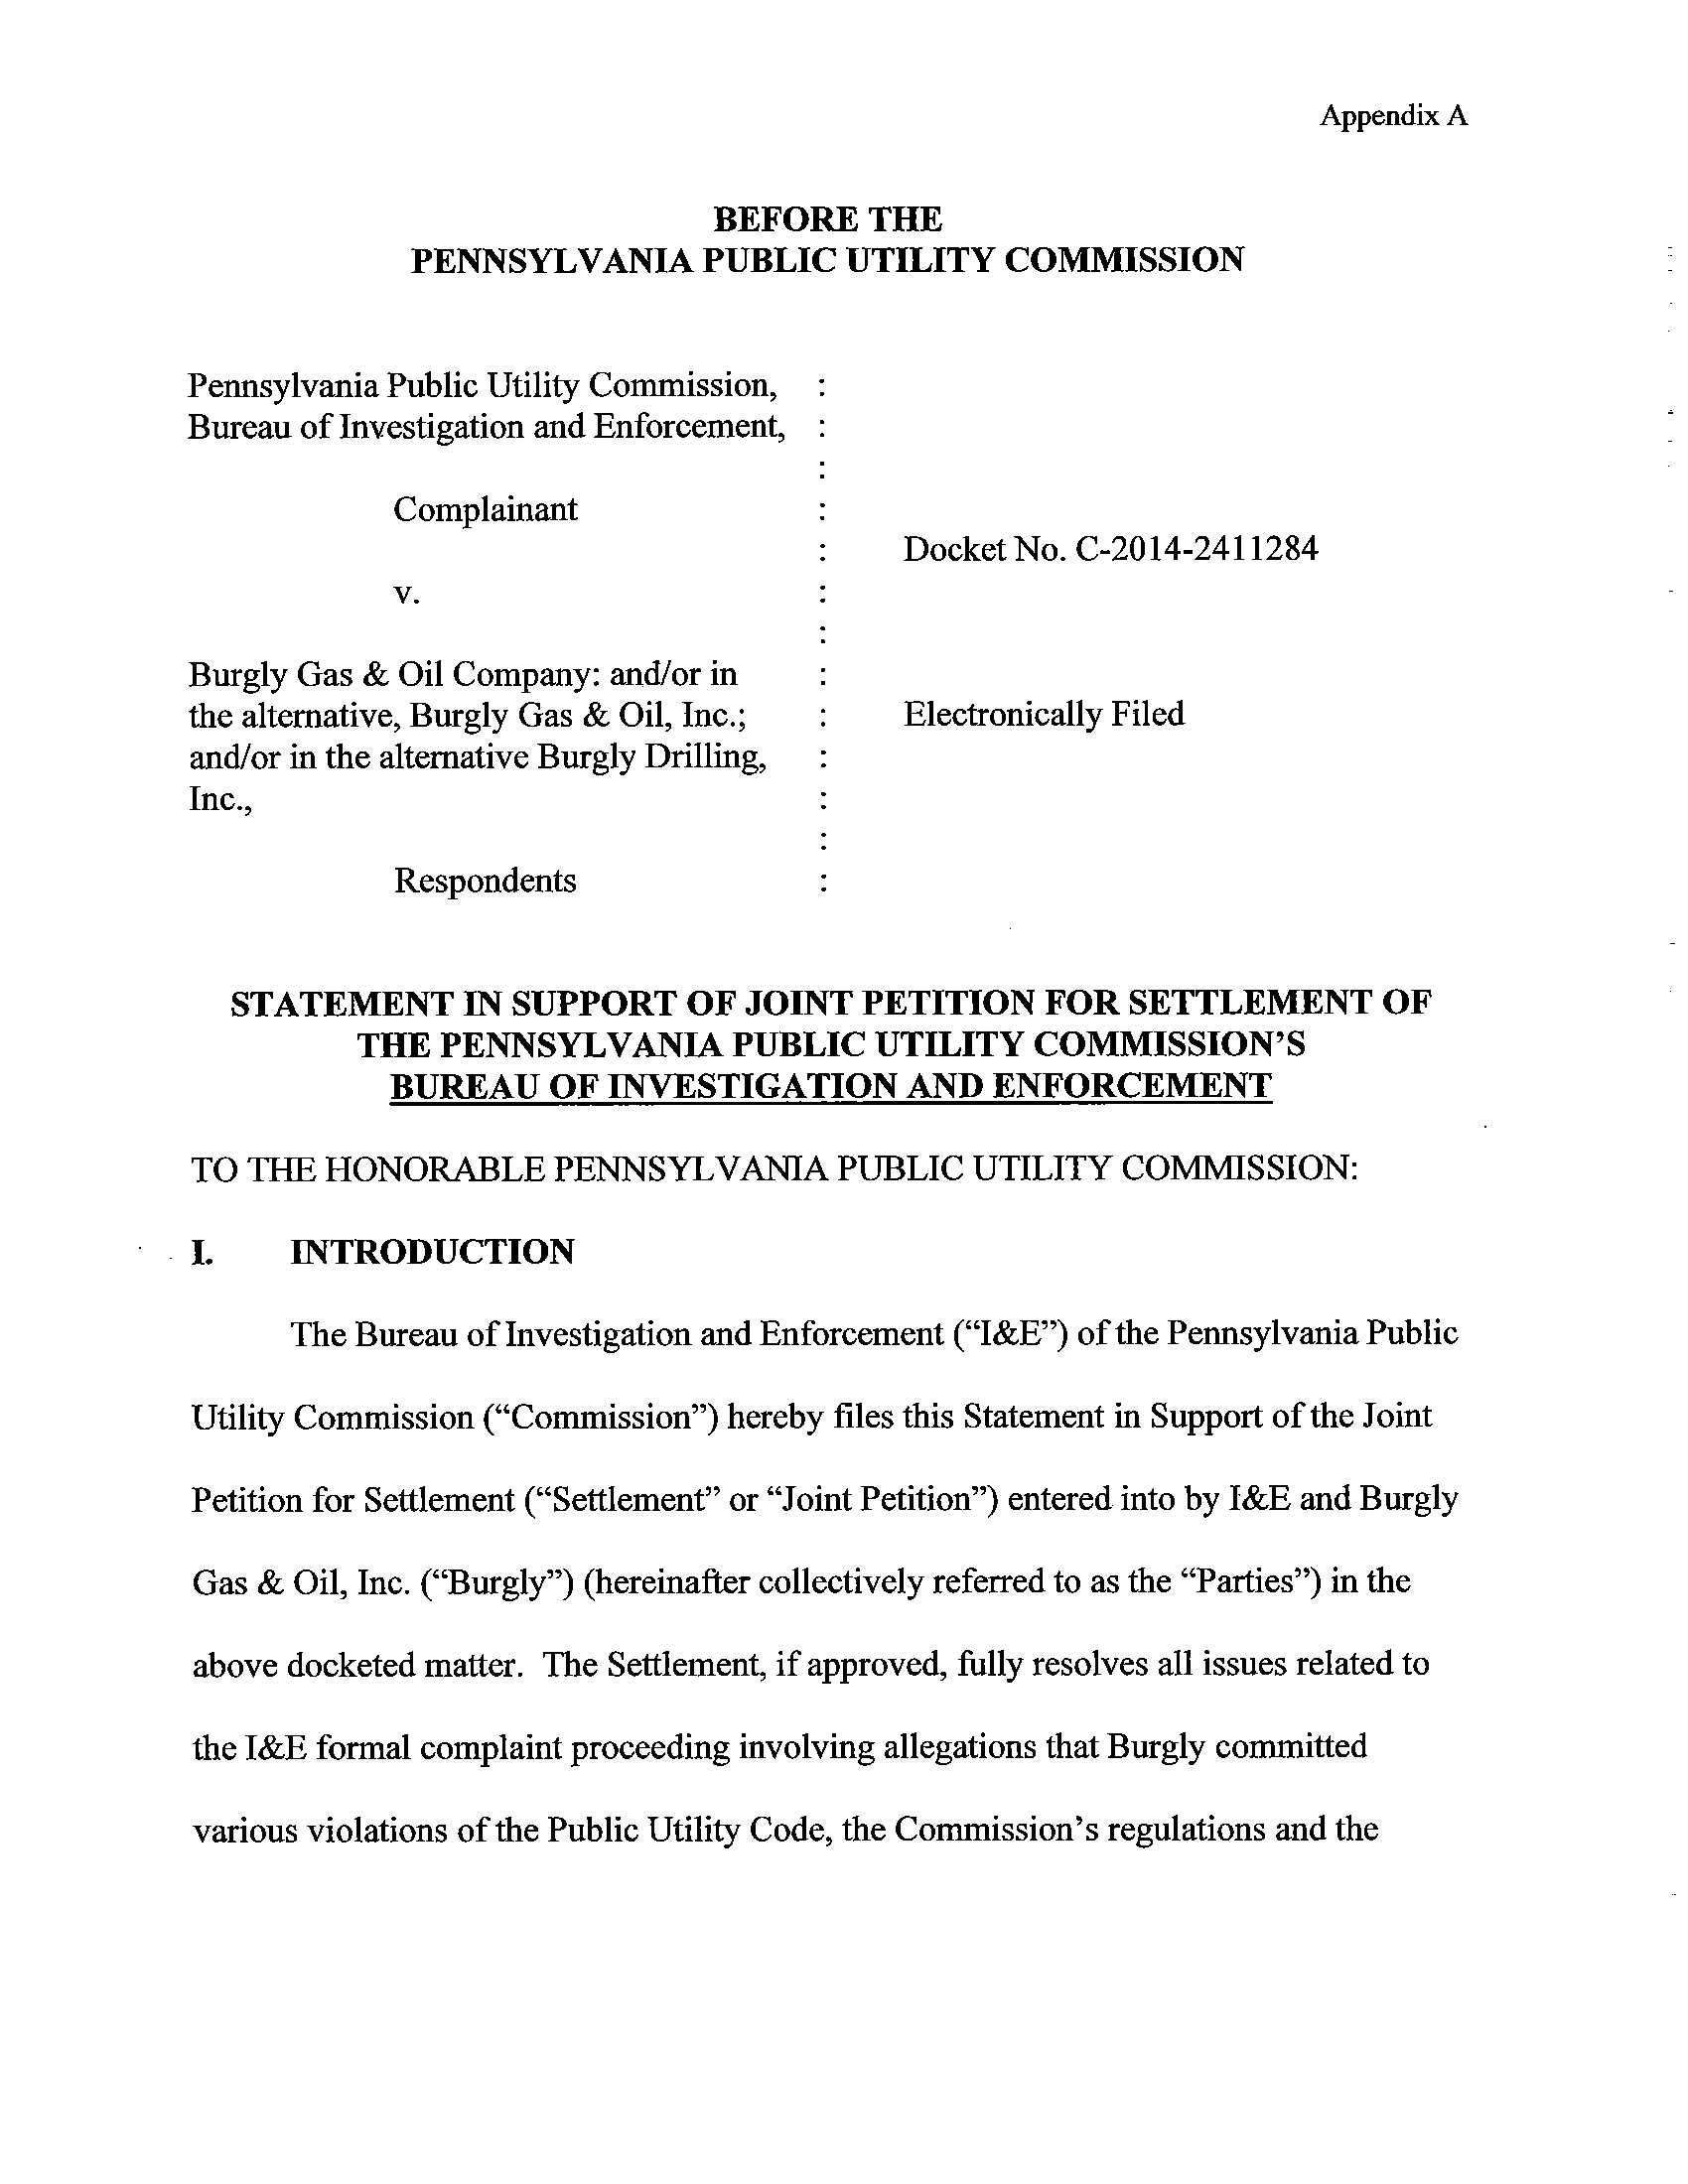 Appendix A
BEFORE THE
PENNSYLVANIA PUBLIC UTILITY COMMISSION
Pennsylvania Public Utility Commission, :
Bureau of Investigation and Enforcement, :
:
Complainant :
: Docket No. C-2014-2411284
v. :
:
Burgly Gas & Oil Company: and/or in :
the alternative, Burgly Gas & Oil, Inc.; : Electronically Filed
and/or in the alternative Burgly Drilling, :
Inc., :
:
Respondents :
STATEMENT IN SUPPORT OF JOINT PETITION FOR SETTLEMENT OF
THE PENNSYLVANIA PUBLIC UTILITY COMMISSION'S
BUREAU OF INVESTIGATION AND ENFORCEMENT
TO THE HONORABLE PENNSYLVANIA PUBLIC UTILITY COMMISSION:
I. INTRODUCTION
The Bureau of Investigation and Enforcement ("I&E") of the Pennsylvania Public
Utility Commission ("Commission") hereby files this Statement in Support of the Joint
Petition for Settlement ("Settlement" or "Joint Petition") entered into by I&E and Burgly
Gas & Oil, Inc. ("Burgly") (hereinafter collectively referred to as the "Parties") in the
above docketed matter. The Settlement, if approved, fully resolves all issues related to
the I&E formal complaint proceeding involving allegations that Burgly committed
various violations of the Public Utility Code, the Commission's regulations and the